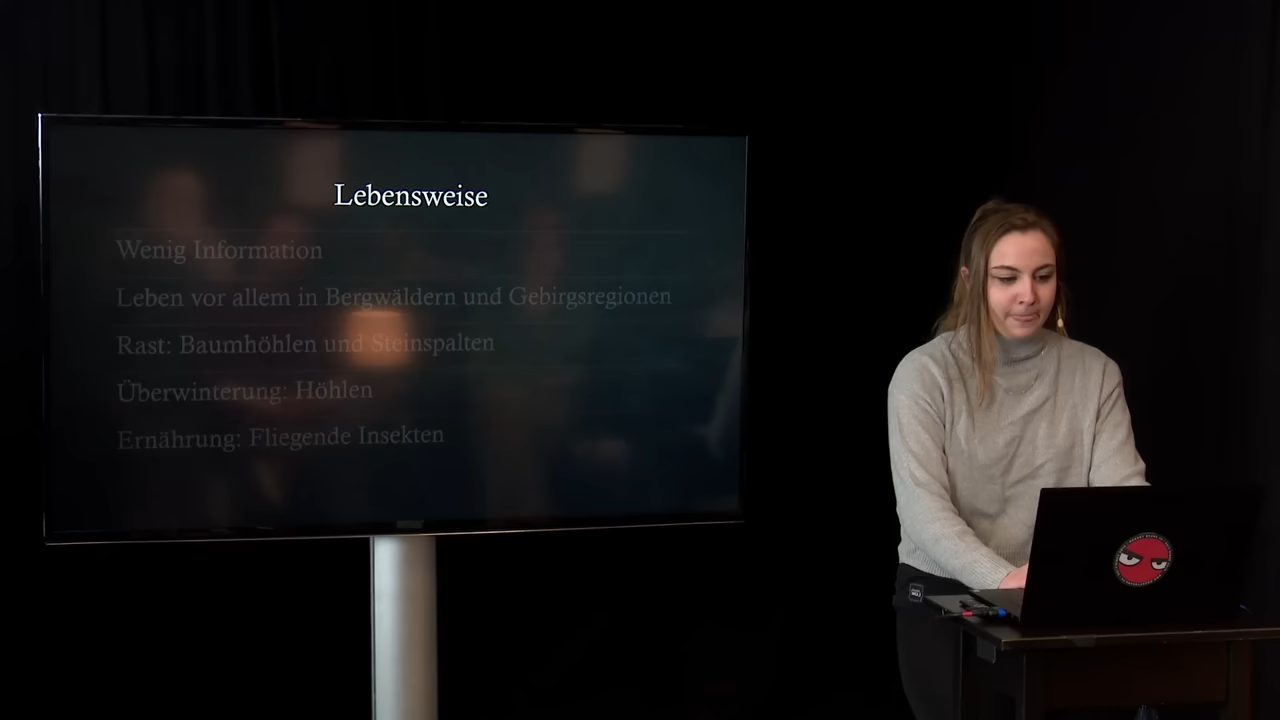 Lebensweise
Wenig Information
Leben vor allem in Bergwäldern und Gebirgsregionen
Rast: Baumhöhlen und Steinspalten
Überwinterung: Höhlen
Ernährung: Fliegende Insekten